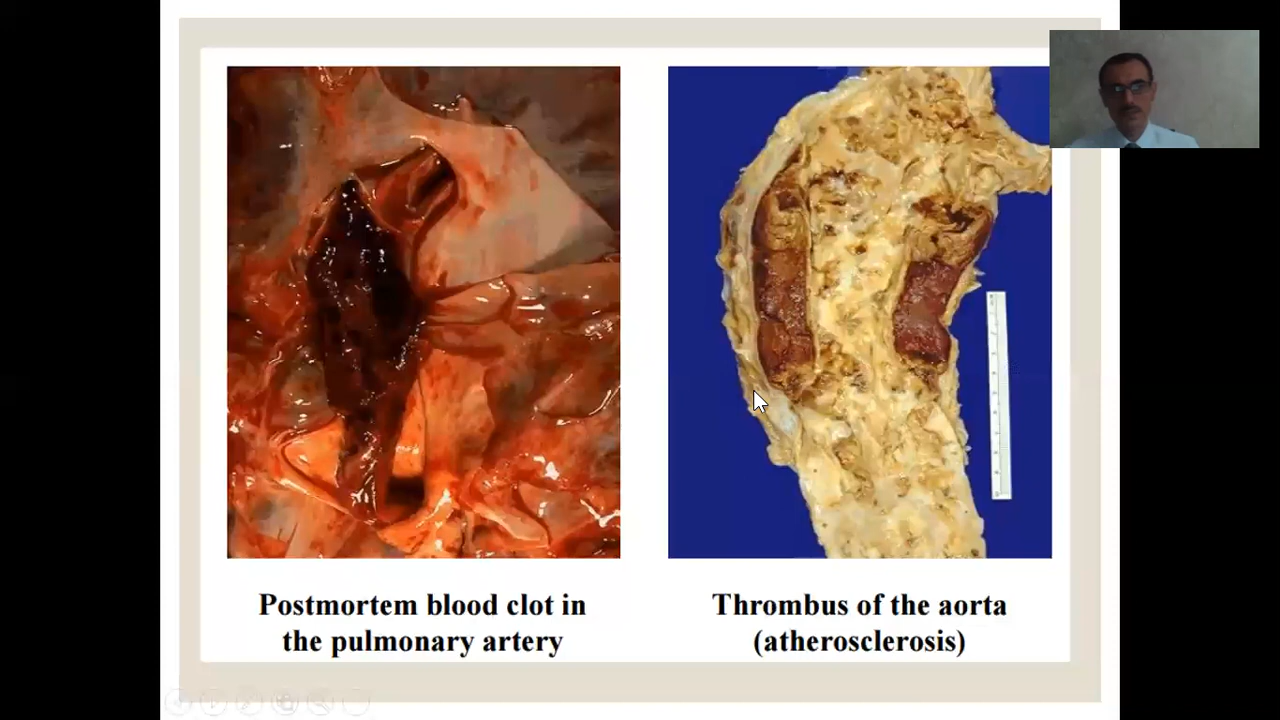 Postmortem blood clot in
the pulmonary artery
Thrombus of the aorta
(atherosclerosis)